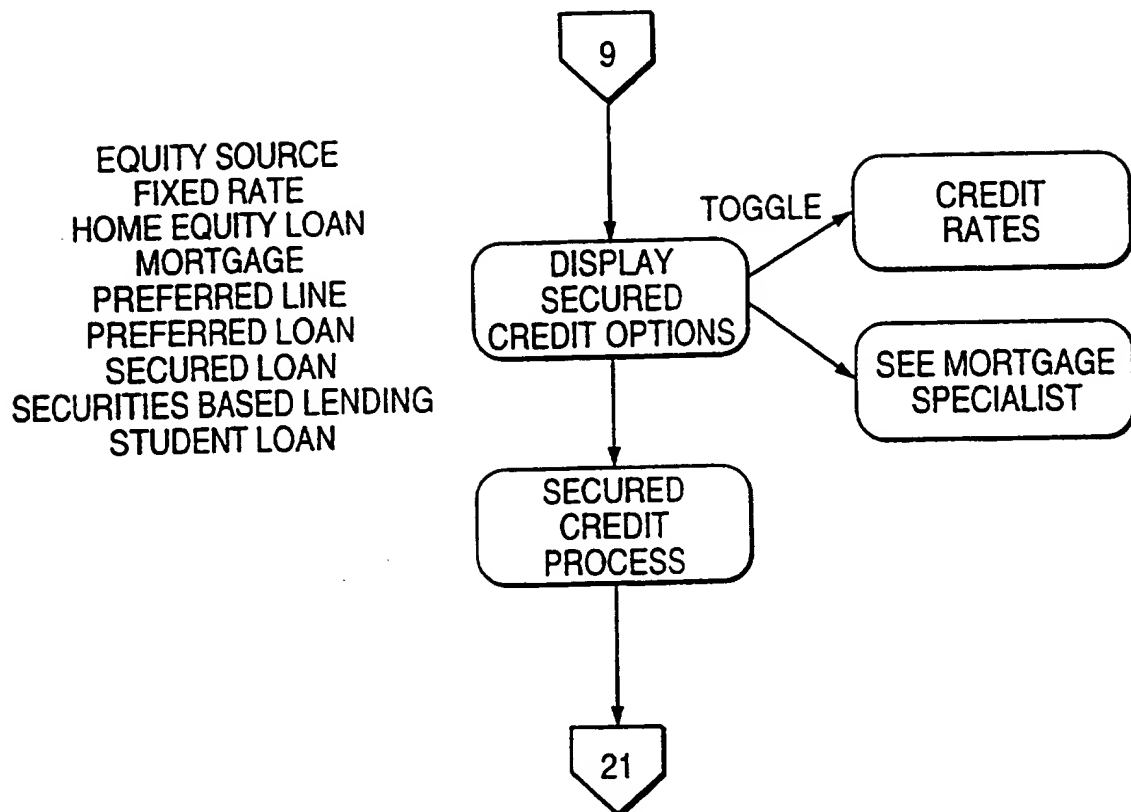 9
EQUITY SOURCE
FIXED RATE
HOME EQUITY LOAN
MORTGAGE
PREFERRED LINE
PREFERRED LOAN
SECURED LOAN
SECURITIES BASED LENDING
STUDENT LOAN
TOGGLE
CREDIT
RATES
DISPLAY
SECURED
CREDIT OPTIONS
SEE MORTGAGE
SPECIALIST
SECURED
CREDIT
PROCESS
21